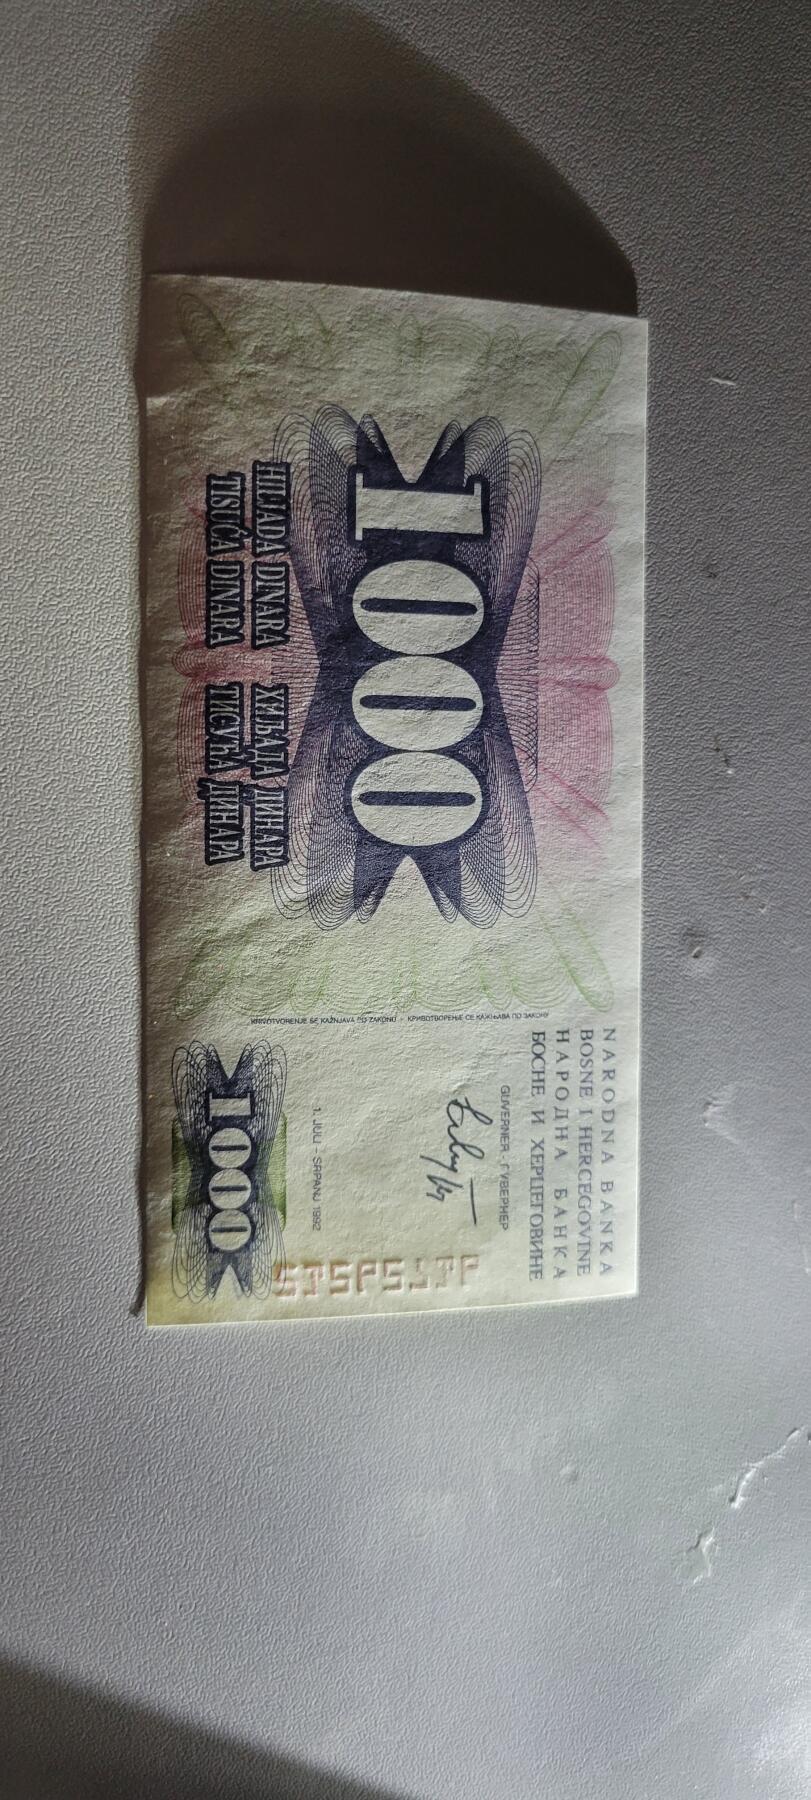 NARODNA BANKA
BOSNE I HERCEGOVINE
НАРОДНА БАНКА
БОСНЕ И ХЕРЦЕГОВИНЕ
GUVERNER - ГУВЕРНЕР
1. JULI - SRPANJ 1992
1000
KRIVOTVORENJE SE KAŽNJAVA PO ZAKONU - КРИВОТВОРЕЊЕ СЕ КАЖЊАВА ПО ЗАКОНУ
1000
HILJADA DINARA ХИЉАДА ДИНАРА
TISUĆA DINARA ТИСУЋА ДИНАРА